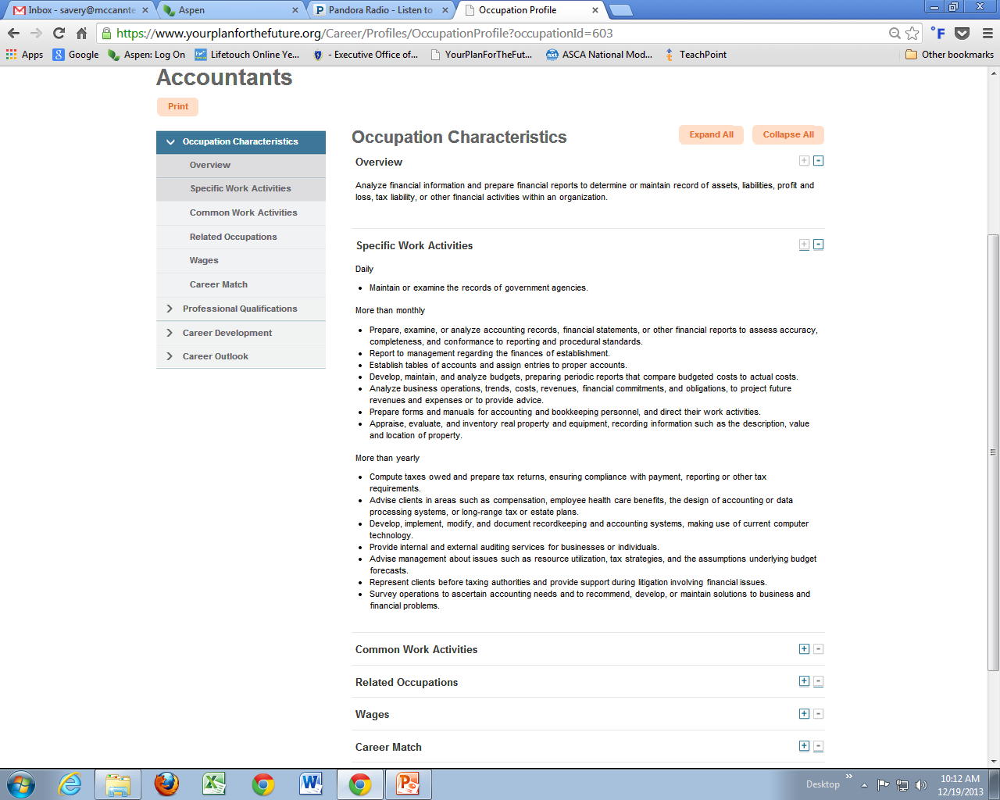 Inbox - savery@mccannte
Aspen
Pandora Radio - Listen to
Occupation Profile
https://www.yourplanforthefuture.org/Career/Profiles/OccupationProfile?occupationId=603
Apps
Google
Aspen: Log On
Lifetouch Online Ye...
- Executive Office of...
YourPlanForTheFut...
ASCA National Mod...
TeachPoint
Other bookmarks
Accountants
Print
Occupation Characteristics
Overview
Specific Work Activities
Common Work Activities
Related Occupations
Wages
Career Match
Professional Qualifications
Career Development
Career Outlook
Occupation Characteristics
Expand All
Collapse All
Overview
Analyze financial information and prepare financial reports to determine or maintain record of assets, liabilities, profit and
loss, tax liability, or other financial activities within an organization.
Specific Work Activities
Daily
• Maintain or examine the records of government agencies.
More than monthly
• Prepare, examine, or analyze accounting records, financial statements, or other financial reports to assess accuracy,
completeness, and conformance to reporting and procedural standards.
• Report to management regarding the finances of establishment.
• Establish tables of accounts and assign entries to proper accounts.
• Develop, maintain, and analyze budgets, preparing periodic reports that compare budgeted costs to actual costs.
• Analyze business operations, trends, costs, revenues, financial commitments, and obligations, to project future
revenues and expenses or to provide advice.
• Prepare forms and manuals for accounting and bookkeeping personnel, and direct their work activities.
• Appraise, evaluate, and inventory real property and equipment, recording information such as the description, value
and location of property.
More than yearly
• Compute taxes owed and prepare tax returns, ensuring compliance with payment, reporting or other tax
requirements.
• Advise clients in areas such as compensation, employee health care benefits, the design of accounting or data
processing systems, or long-range tax or estate plans.
• Develop, implement, modify, and document recordkeeping and accounting systems, making use of current computer
technology.
• Provide internal and external auditing services for businesses or individuals.
• Advise management about issues such as resource utilization, tax strategies, and the assumptions underlying budget
forecasts.
• Represent clients before taxing authorities and provide support during litigation involving financial issues.
• Survey operations to ascertain accounting needs and to recommend, develop, or maintain solutions to business and
financial problems.
Common Work Activities
Related Occupations
Wages
Career Match
Desktop
10:12 AM
12/19/2013